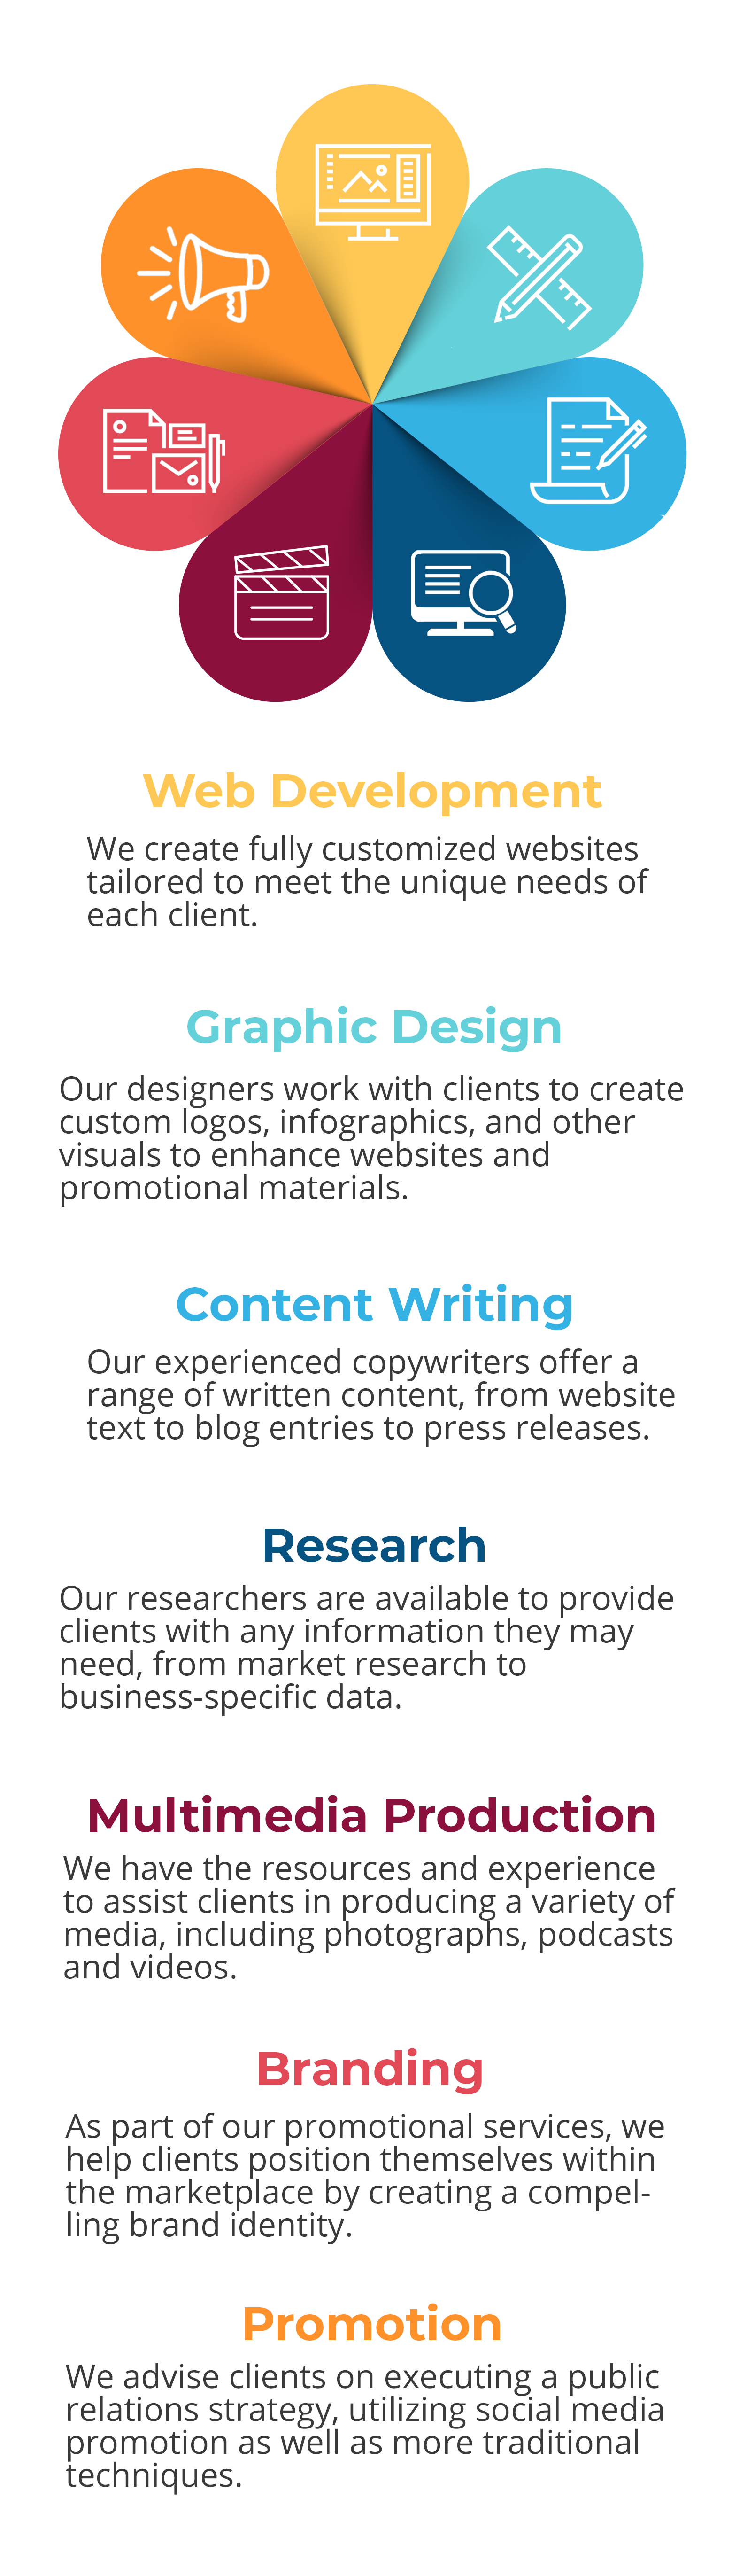 Web Development
We create fully customized websites
tailored to meet the unique needs of
each client.
Graphic Design
Our designers work with clients to create
custom logos, infographics, and other
visuals to enhance websites and
promotional materials.
Content Writing
Our experienced copywriters offer a
range of written content, from website
text to blog entries to press releases.
Research
Our researchers are available to provide
clients with any information they may
need, from market research to
business-specific data.
Multimedia Production
We have the resources and experience
to assist clients in producing a variety of
media, including photographs, podcasts
and videos.
Branding
As part of our promotional services, we
help clients position themselves within
the marketplace by creating a compel-
ling brand identity.
Promotion
We advise clients on executing a public
relations strategy, utilizing social media
promotion as well as more traditional
techniques.